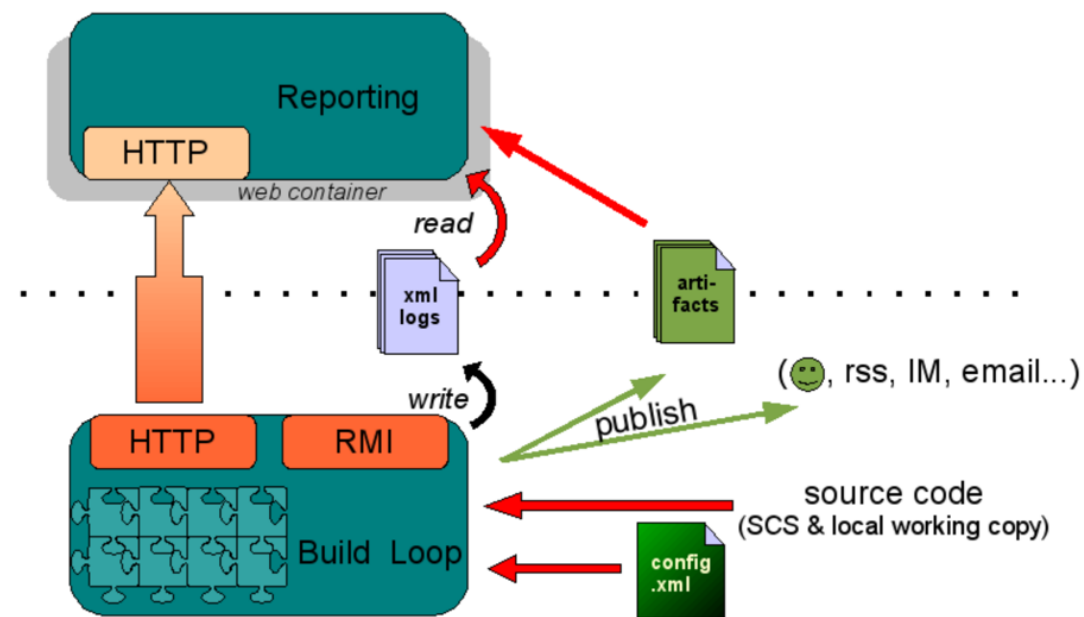 Reporting
HTTP
web container
read
xml
logs
arti-
facts
write
(☻, rss, IM, email...)
publish
HTTP
RMI
source code
(SCS & local working copy)
Build Loop
config
.xml